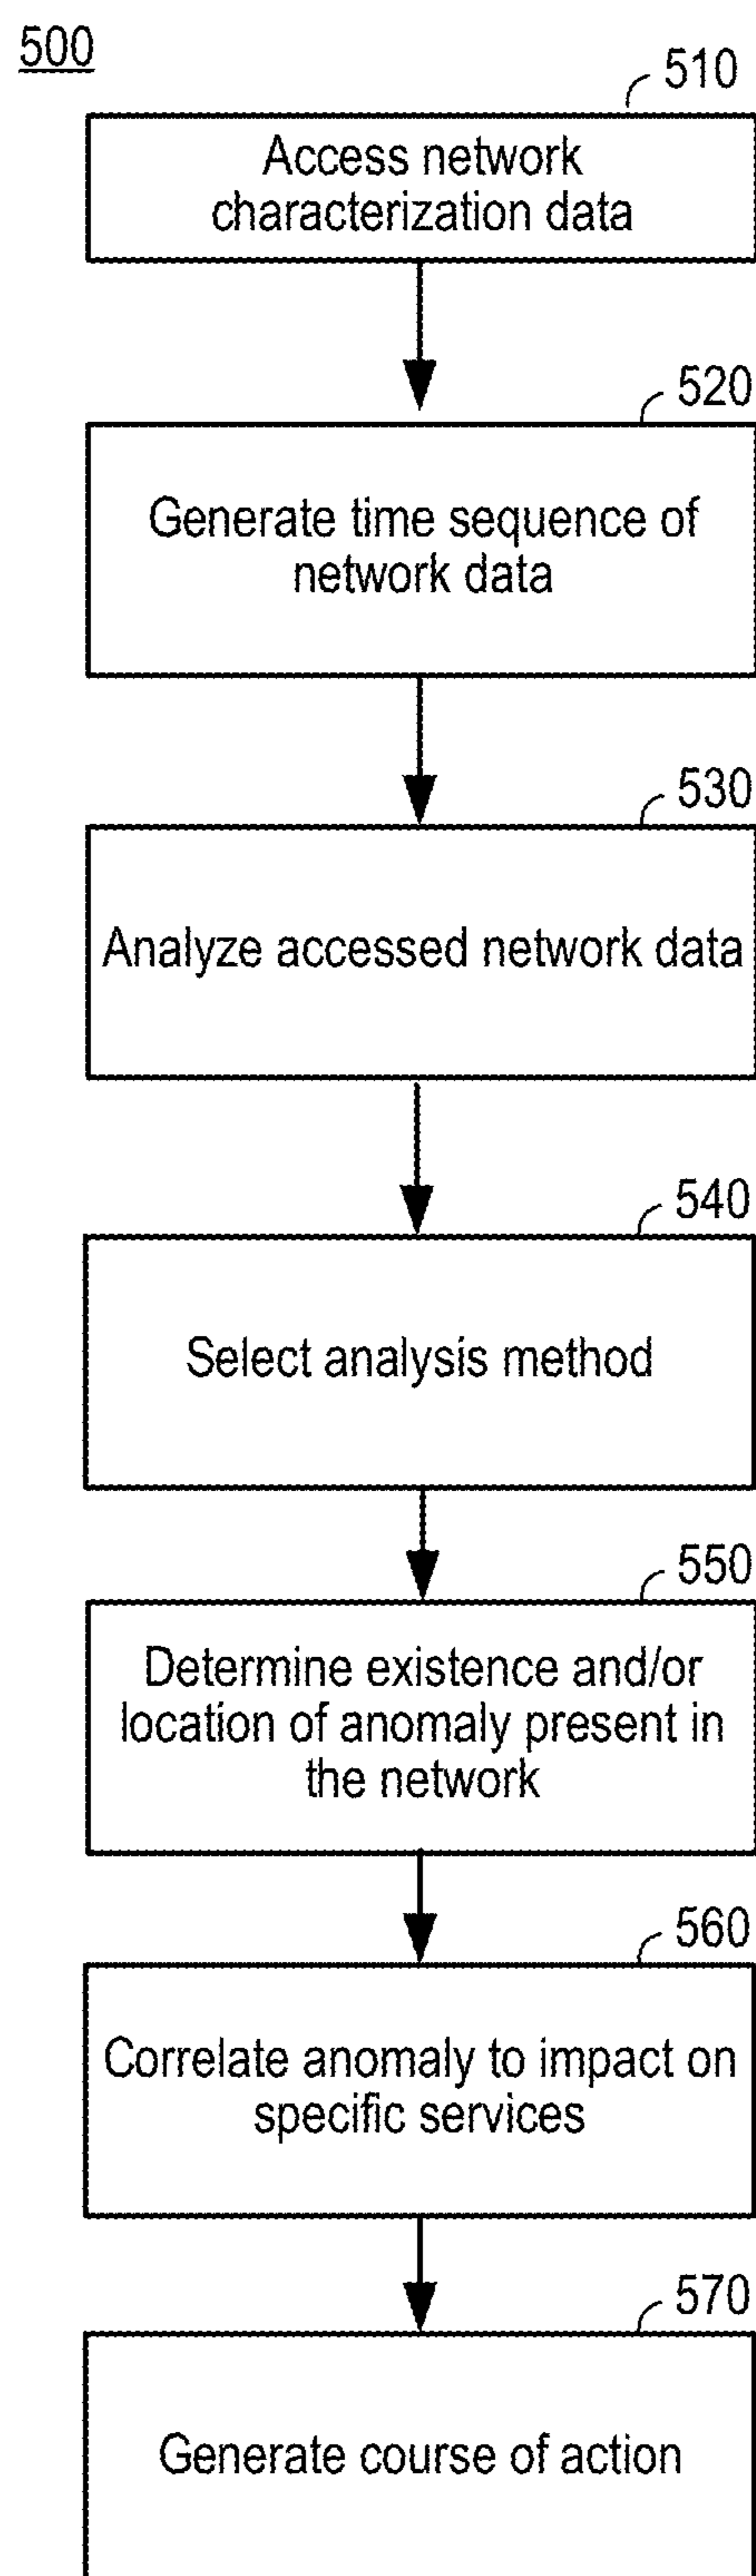 500
510
Access network
characterization data
520
Generate time sequence of
network data
530
Analyze accessed network data
540
Select analysis method
550
Determine existence and/or
location of anomaly present in
the network
560
Correlate anomaly to impact on
specific services
570
Generate course of action